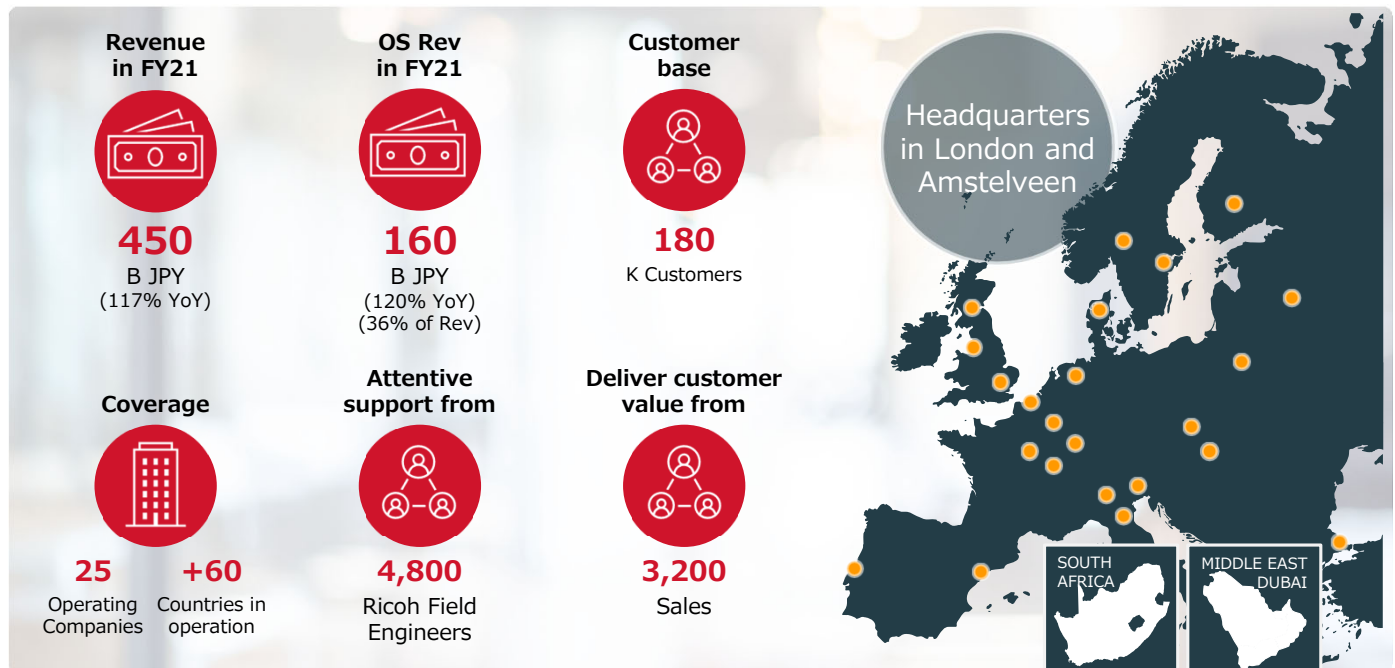 Revenue
in FY21
450
B JPY
(117% YoY)
OS Rev
in FY21
160
B JPY
(120% YoY)
(36% of Rev)
Customer
base
180
K Customers
Coverage
25
Operating
Companies
+60
Countries in
operation
Attentive
support from
4,800
Ricoh Field
Engineers
Deliver customer
value from
3,200
Sales
Headquarters
in London and
Amstelveen
SOUTH
AFRICA
MIDDLE EAST
DUBAI